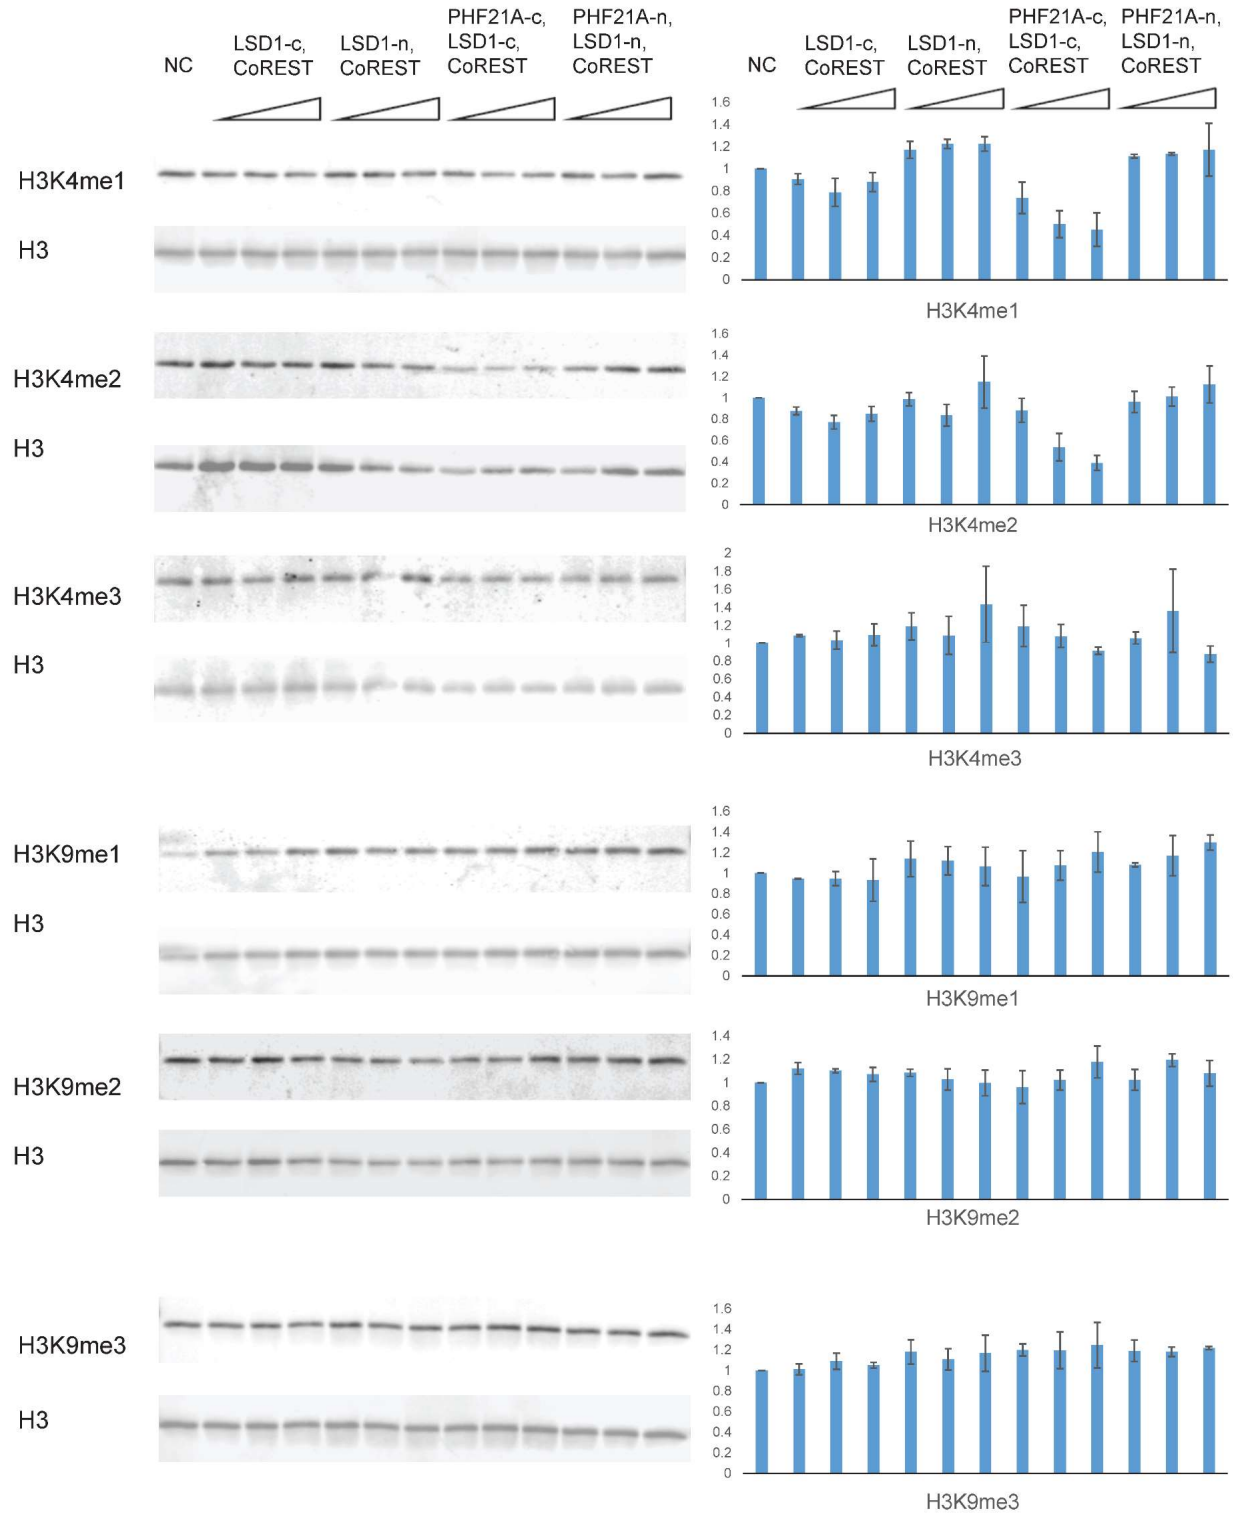 NC
LSD1-c,
CoREST
LSD1-n,
CoREST
PHF21A-c,
LSD1-c,
CoREST
PHF21A-n,
LSD1-n,
CoREST
H3K4me1
H3
H3K4me2
H3
H3K4me3
H3
H3K9me1
H3
H3K9me2
H3
H3K9me3
H3
NC
LSD1-c,
CoREST
LSD1-n,
CoREST
PHF21A-c,
LSD1-c,
CoREST
PHF21A-n,
LSD1-n,
CoREST
1.6
1.4
1.2
1
0.8
0.6
0.4
0.2
0
H3K4me1
1.6
1.4
1.2
1
0.8
0.6
0.4
0.2
0
H3K4me2
2
1.8
1.6
1.4
1.2
1
0.8
0.6
0.4
0.2
0
H3K4me3
1.6
1.4
1.2
1
0.8
0.6
0.4
0.2
0
H3K9me1
1.4
1.2
1
0.8
0.6
0.4
0.2
0
H3K9me2
1.6
1.4
1.2
1
0.8
0.6
0.4
0.2
0
H3K9me3